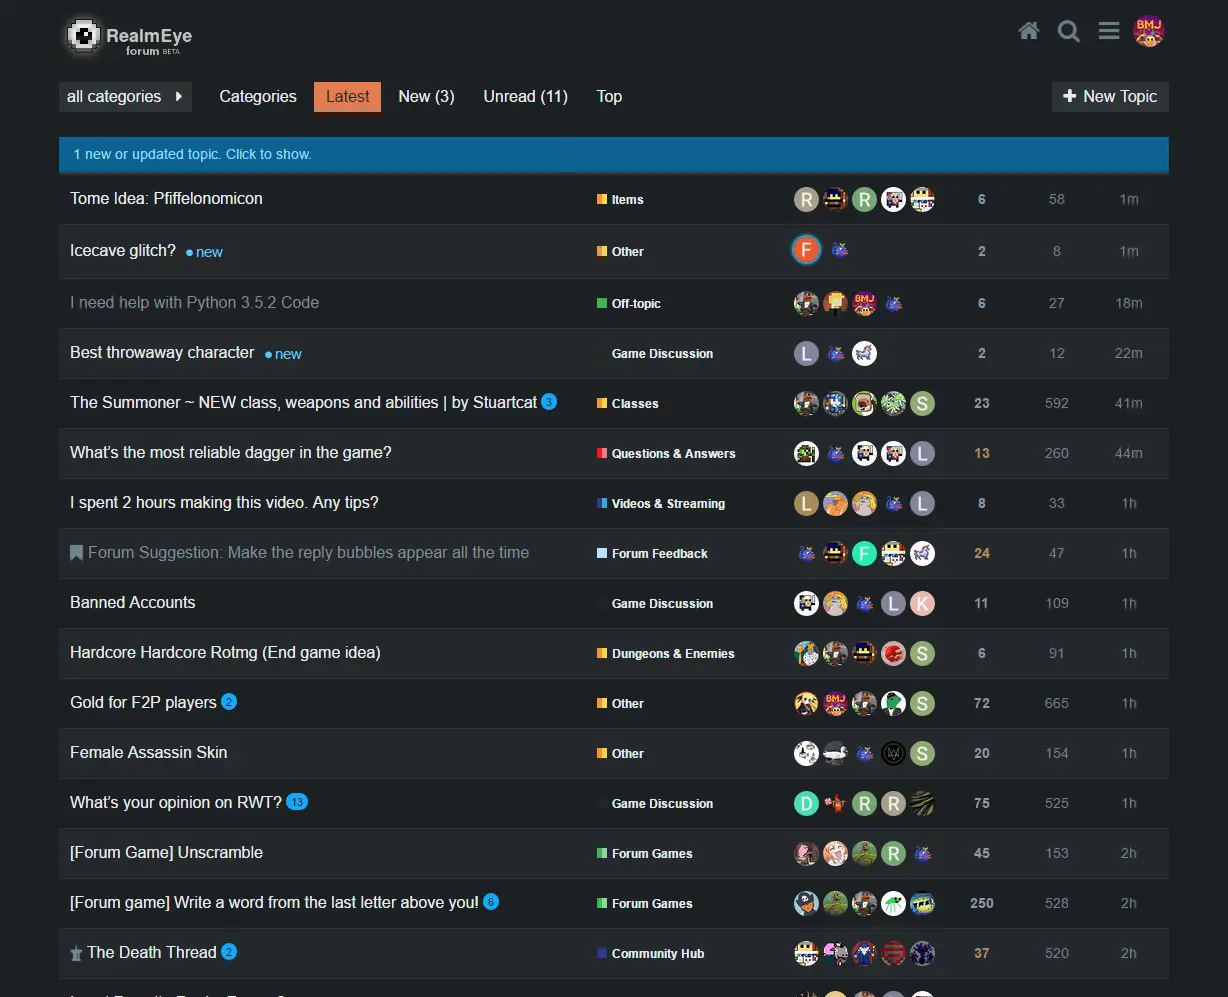 RealmEye
forum BETA
BMJ
all categories Categories Latest New (3) Unread (11) Top + New Topic
1 new or updated topic. Click to show.
Tome Idea: Pfiffelonomicon Items R R 6 58 1m
Icecave glitch? new Other F 2 8 1m
I need help with Python 3.5.2 Code Off-topic BMJ 6 27 18m
Best throwaway character new Game Discussion L 2 12 22m
The Summoner ~ NEW class, weapons and abilities | by Stuartcat 3 Classes S 23 592 41m
What's the most reliable dagger in the game? Questions & Answers L 13 260 44m
I spent 2 hours making this video. Any tips? Videos & Streaming L L 8 33 1h
Forum Suggestion: Make the reply bubbles appear all the time Forum Feedback F 24 47 1h
Banned Accounts Game Discussion L K 11 109 1h
Hardcore Hardcore Rotmg (End game idea) Dungeons & Enemies S 6 91 1h
Gold for F2P players 2 Other BMJ S 72 665 1h
Female Assassin Skin Other S 20 154 1h
What's your opinion on RWT? 13 Game Discussion D R R 75 525 1h
[Forum Game] Unscramble Forum Games R 45 153 2h
[Forum game] Write a word from the last letter above you! 6 Forum Games 250 528 2h
The Death Thread 2 Community Hub 37 520 2h